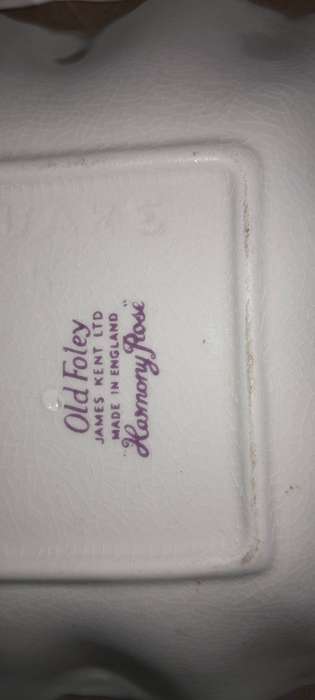 Old Foley
JAMES KENT LTD
MADE IN ENGLAND
"Harmony Rose"